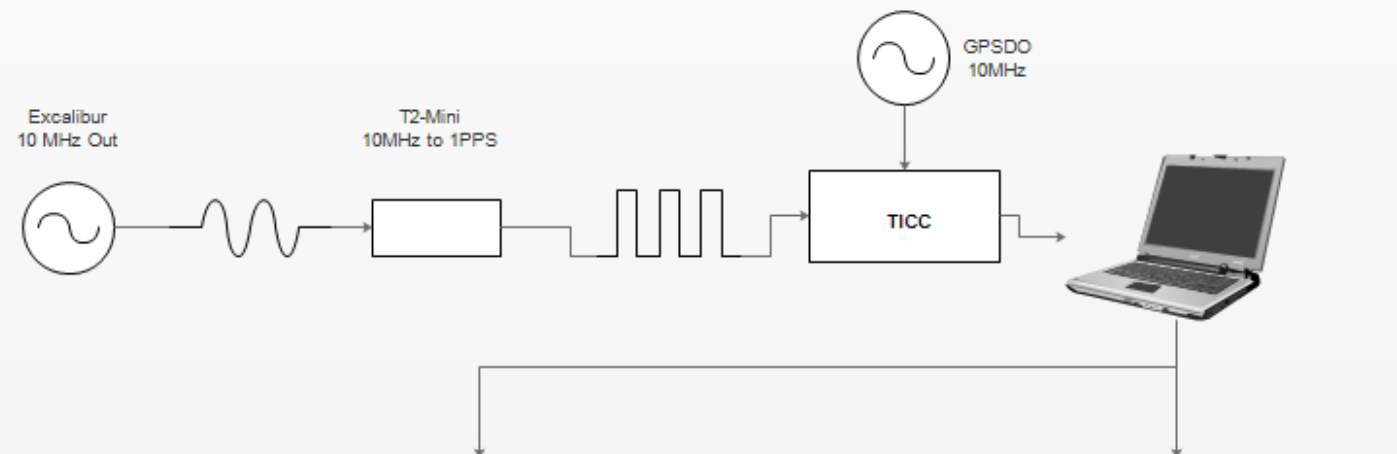 GPSDO
10MHz
Excalibur
10 MHz Out
T2-Mini
10MHz to 1PPS
TICC